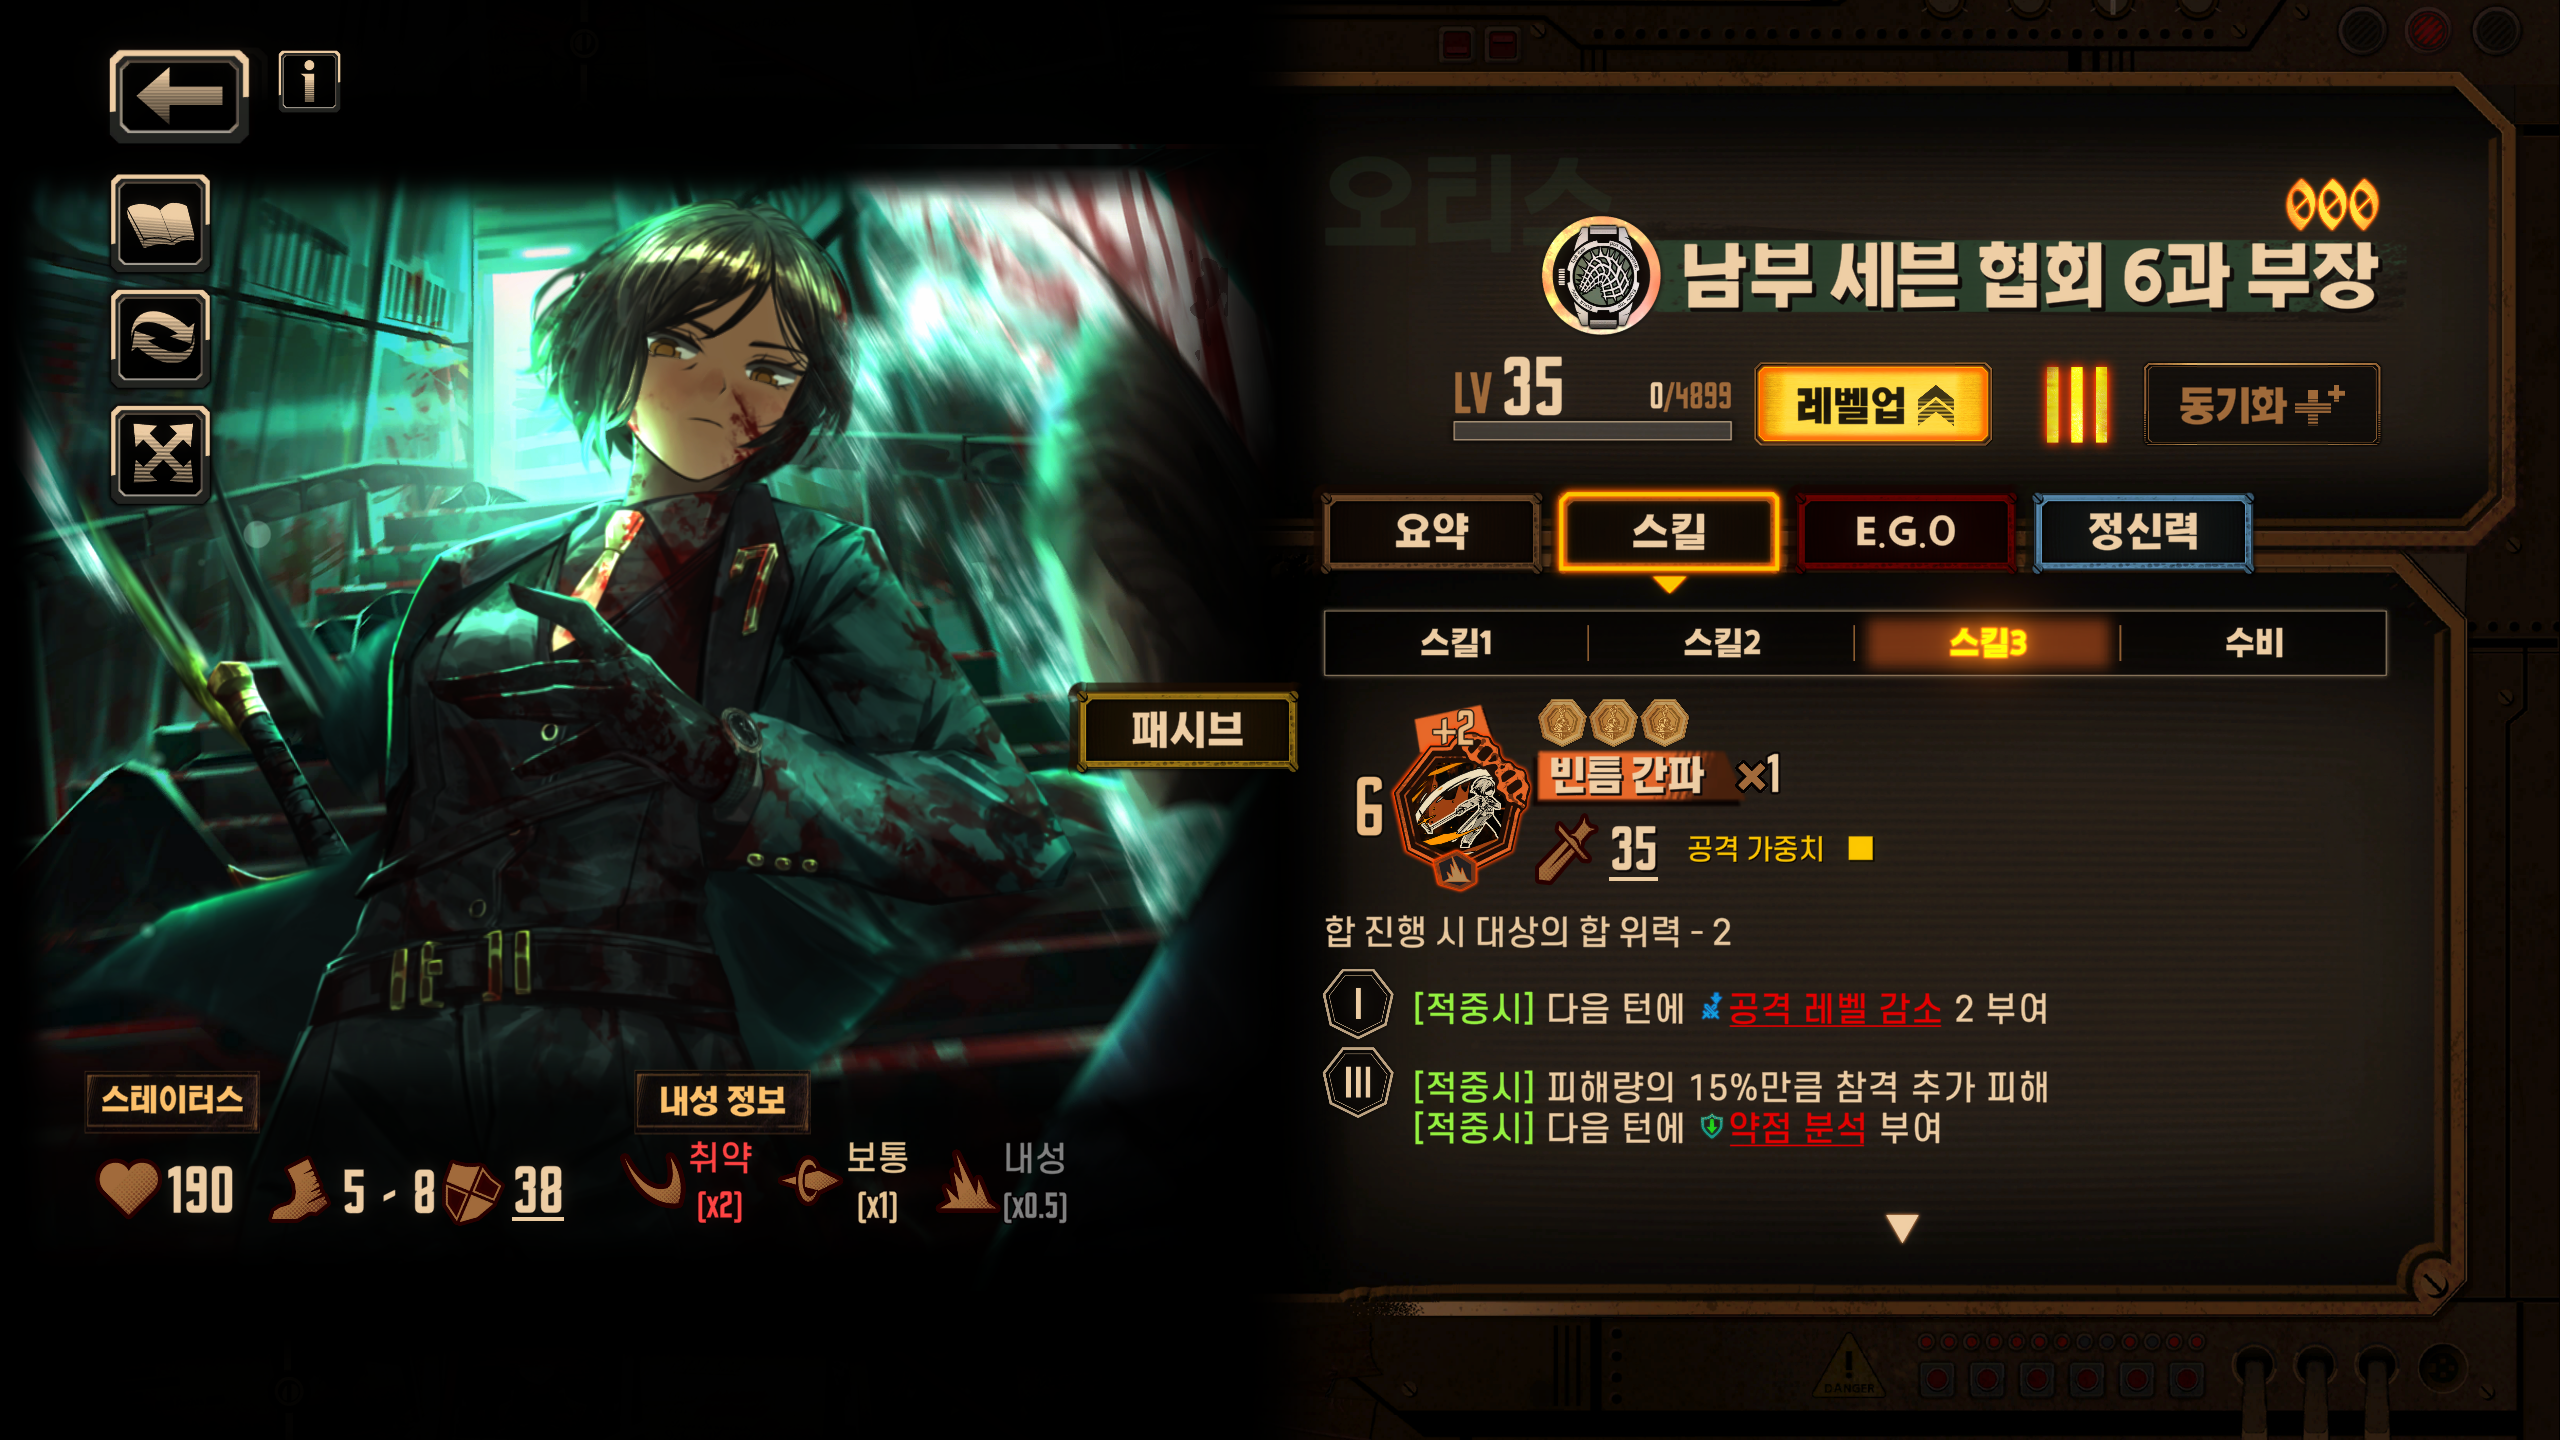 오티스
000
남부 세븐 협회 6과 부장
LV 35
0/4899
레벨업
동기화
요약
스킬
E.G.O
정신력
스킬1
스킬2
스킬3
수비
패시브
+2
6
빈틈 간파 ×1
35
공격 가중치
합 진행 시 대상의 합 위력 - 2
I
[적중시] 다음 턴에 공격 레벨 감소 2 부여
III
[적중시] 피해량의 15%만큼 참격 추가 피해
[적중시] 다음 턴에 약점 분석 부여
스테이터스
190
5 - 8
38
내성 정보
취약
[x2]
보통
[x1]
내성
[x0.5]
7
DANGER